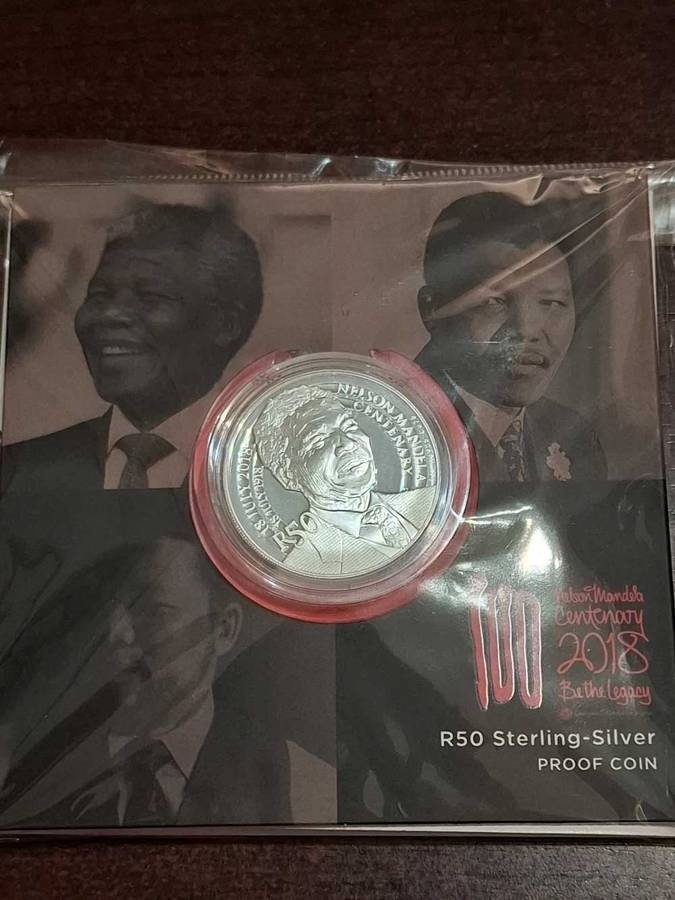 NELSON MANDELA
CENTENARY
18 JULY 2018
R50
100
Nelson Mandela
Centenary
2018
Be the Legacy
R50 Sterling-Silver
PROOF COIN